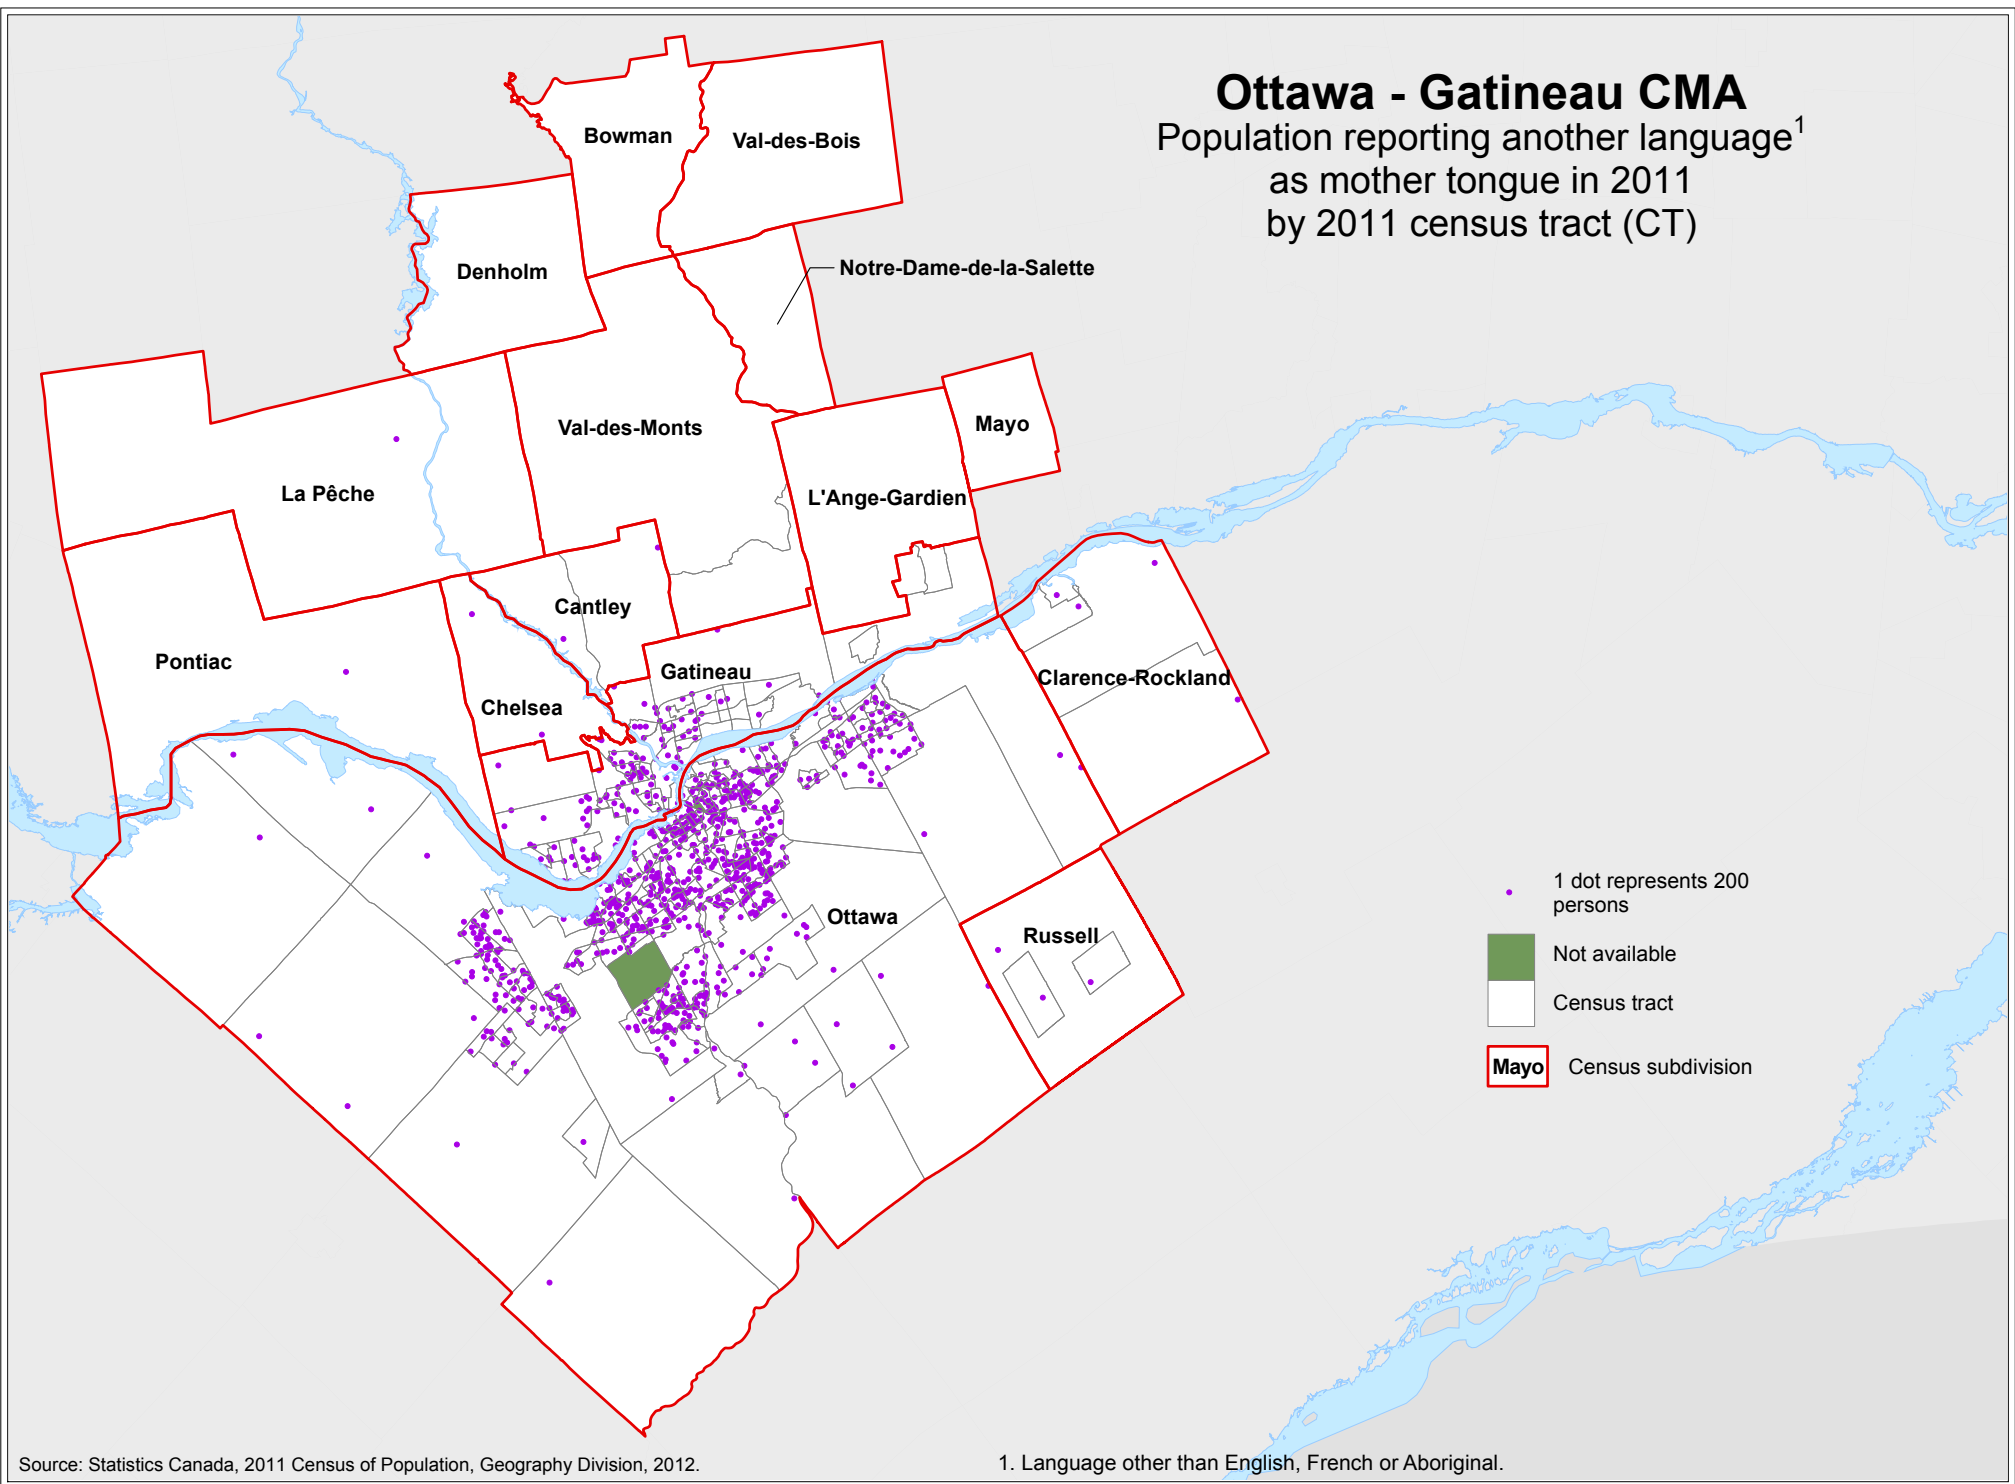 Ottawa - Gatineau CMA
Population reporting another language1
as mother tongue in 2011
by 2011 census tract (CT)
Bowman
Val-des-Bois
Denholm
Notre-Dame-de-la-Salette
Val-des-Monts
Mayo
La Pêche
L'Ange-Gardien
Cantley
Pontiac
Gatineau
Clarence-Rockland
Chelsea
Ottawa
Russell
1 dot represents 200
persons
Not available
Census tract
Mayo Census subdivision
Source: Statistics Canada, 2011 Census of Population, Geography Division, 2012.
1. Language other than English, French or Aboriginal.